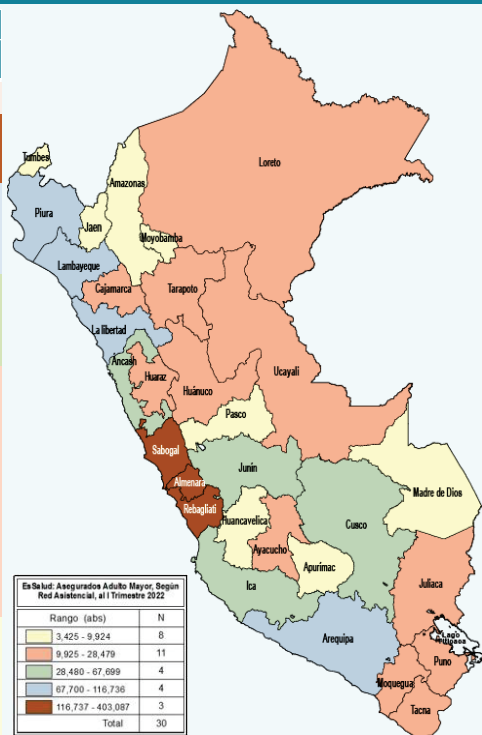 Tumbes
Loreto
Amazonas
Piura
Jaen
Moyobamba
Lambayeque
Cajamarca
Tarapoto
La libertad
Ancash
Huaraz
Huánuco
Ucayali
Pasco
Sabogal
Junín
Almenara
Madre de Dios
Rebagliati
Huancavelica
Cusco
Ayacucho
Apurimac
Ica
Juliaca
Arequipa
Lago
Puno
Moquegua
Tacna
EsSalud: Asegurados Adulto Mayor, Según
Red Asistencial, al I Trimestre 2022
Rango (abs) N
3,425 - 9,924 8
9,925 - 28,479 11
28,480 - 67,699 4
67,700 - 116,736 4
116,737 - 403,087 3
Total 30